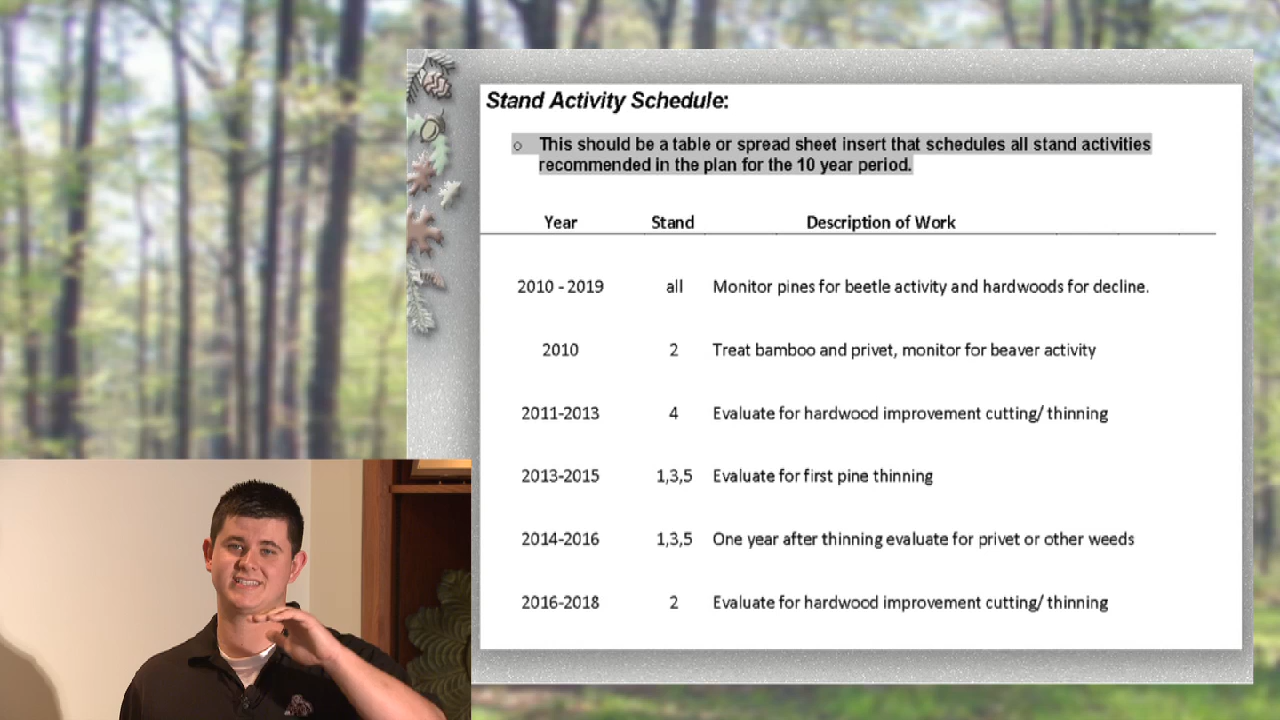 Stand Activity Schedule:
○ This should be a table or spread sheet insert that schedules all stand activities
recommended in the plan for the 10 year period.
Year Stand Description of Work
2010 - 2019 all Monitor pines for beetle activity and hardwoods for decline.
2010 2 Treat bamboo and privet, monitor for beaver activity
2011-2013 4 Evaluate for hardwood improvement cutting/ thinning
2013-2015 1,3,5 Evaluate for first pine thinning
2014-2016 1,3,5 One year after thinning evaluate for privet or other weeds
2016-2018 2 Evaluate for hardwood improvement cutting/ thinning